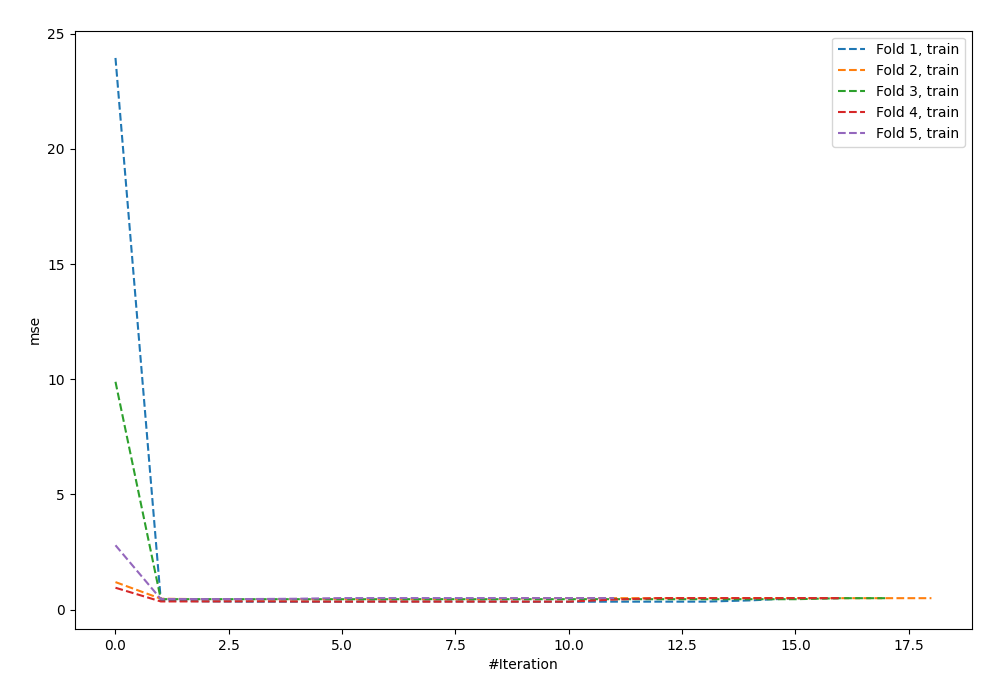 25
20
15
10
5
0
mse
0.0 2.5 5.0 7.5 10.0 12.5 15.0 17.5
#Iteration
Fold 1, train
Fold 2, train
Fold 3, train
Fold 4, train
Fold 5, train